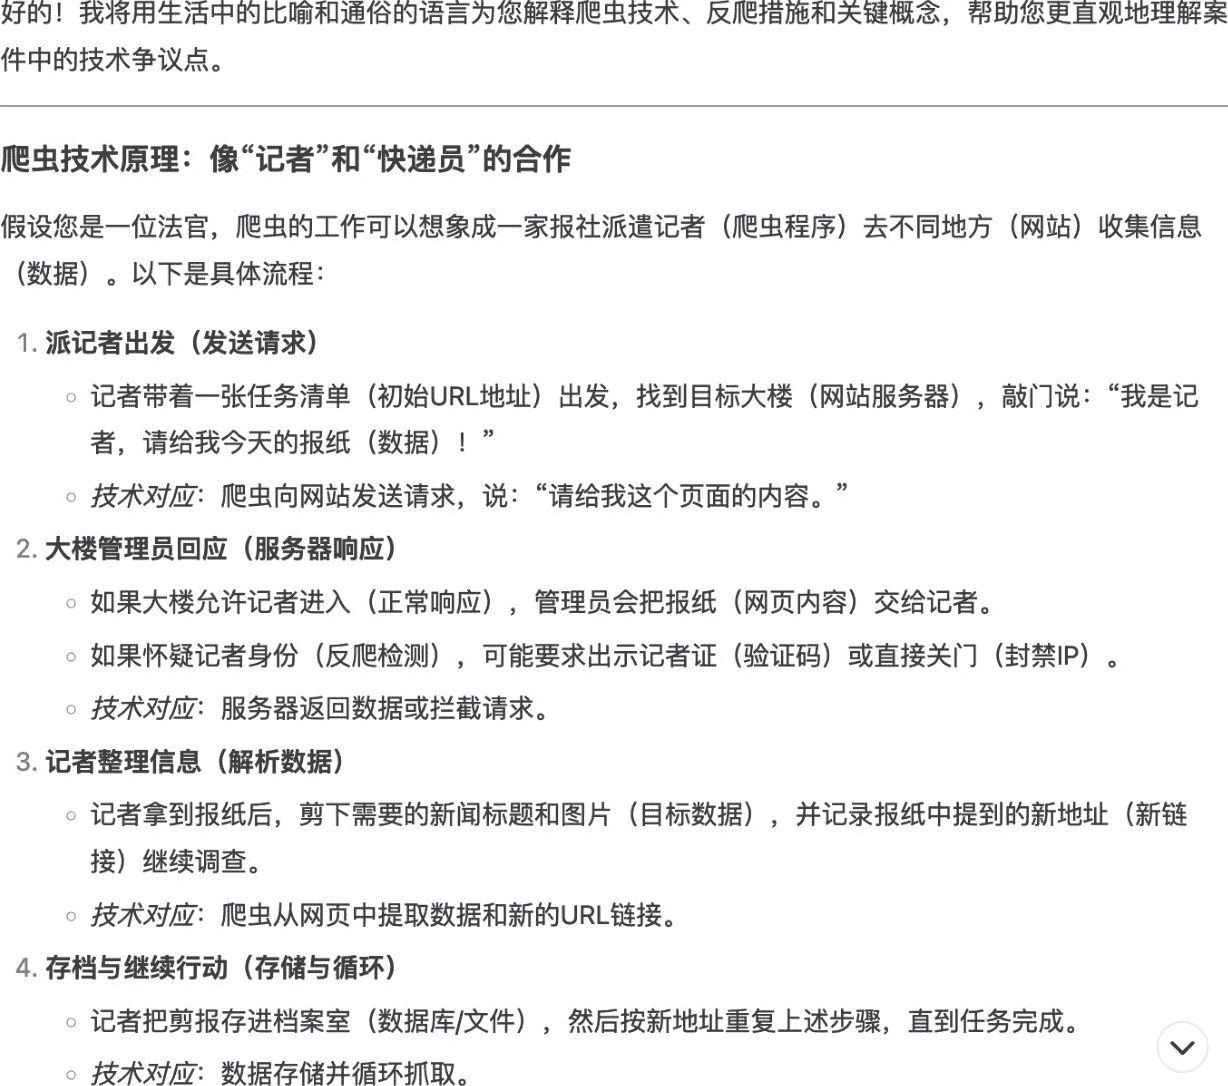 好的！我将用生活中的比喻和通俗的语言为您解释爬虫技术、反爬措施和关键概念，帮助您更直观地理解案
件中的技术争议点。
爬虫技术原理：像“记者”和“快递员”的合作
假设您是一位法官，爬虫的工作可以想象成一家报社派遣记者（爬虫程序）去不同地方（网站）收集信息
（数据）。以下是具体流程：
1. 派记者出发（发送请求）
○ 记者带着一张任务清单（初始URL地址）出发，找到目标大楼（网站服务器），敲门说：“我是记
者，请给我今天的报纸（数据）！”
○ 技术对应：爬虫向网站发送请求，说：“请给我这个页面的内容。”
2. 大楼管理员回应（服务器响应）
○ 如果大楼允许记者进入（正常响应），管理员会把报纸（网页内容）交给记者。
○ 如果怀疑记者身份（反爬检测），可能要求出示记者证（验证码）或直接关门（封禁IP）。
○ 技术对应：服务器返回数据或拦截请求。
3. 记者整理信息（解析数据）
○ 记者拿到报纸后，剪下需要的新闻标题和图片（目标数据），并记录报纸中提到的新地址（新链
接）继续调查。
○ 技术对应：爬虫从网页中提取数据和新的URL链接。
4. 存档与继续行动（存储与循环）
○ 记者把剪报存进档案室（数据库/文件），然后按新地址重复上述步骤，直到任务完成。
○ 技术对应：数据存储并循环抓取。